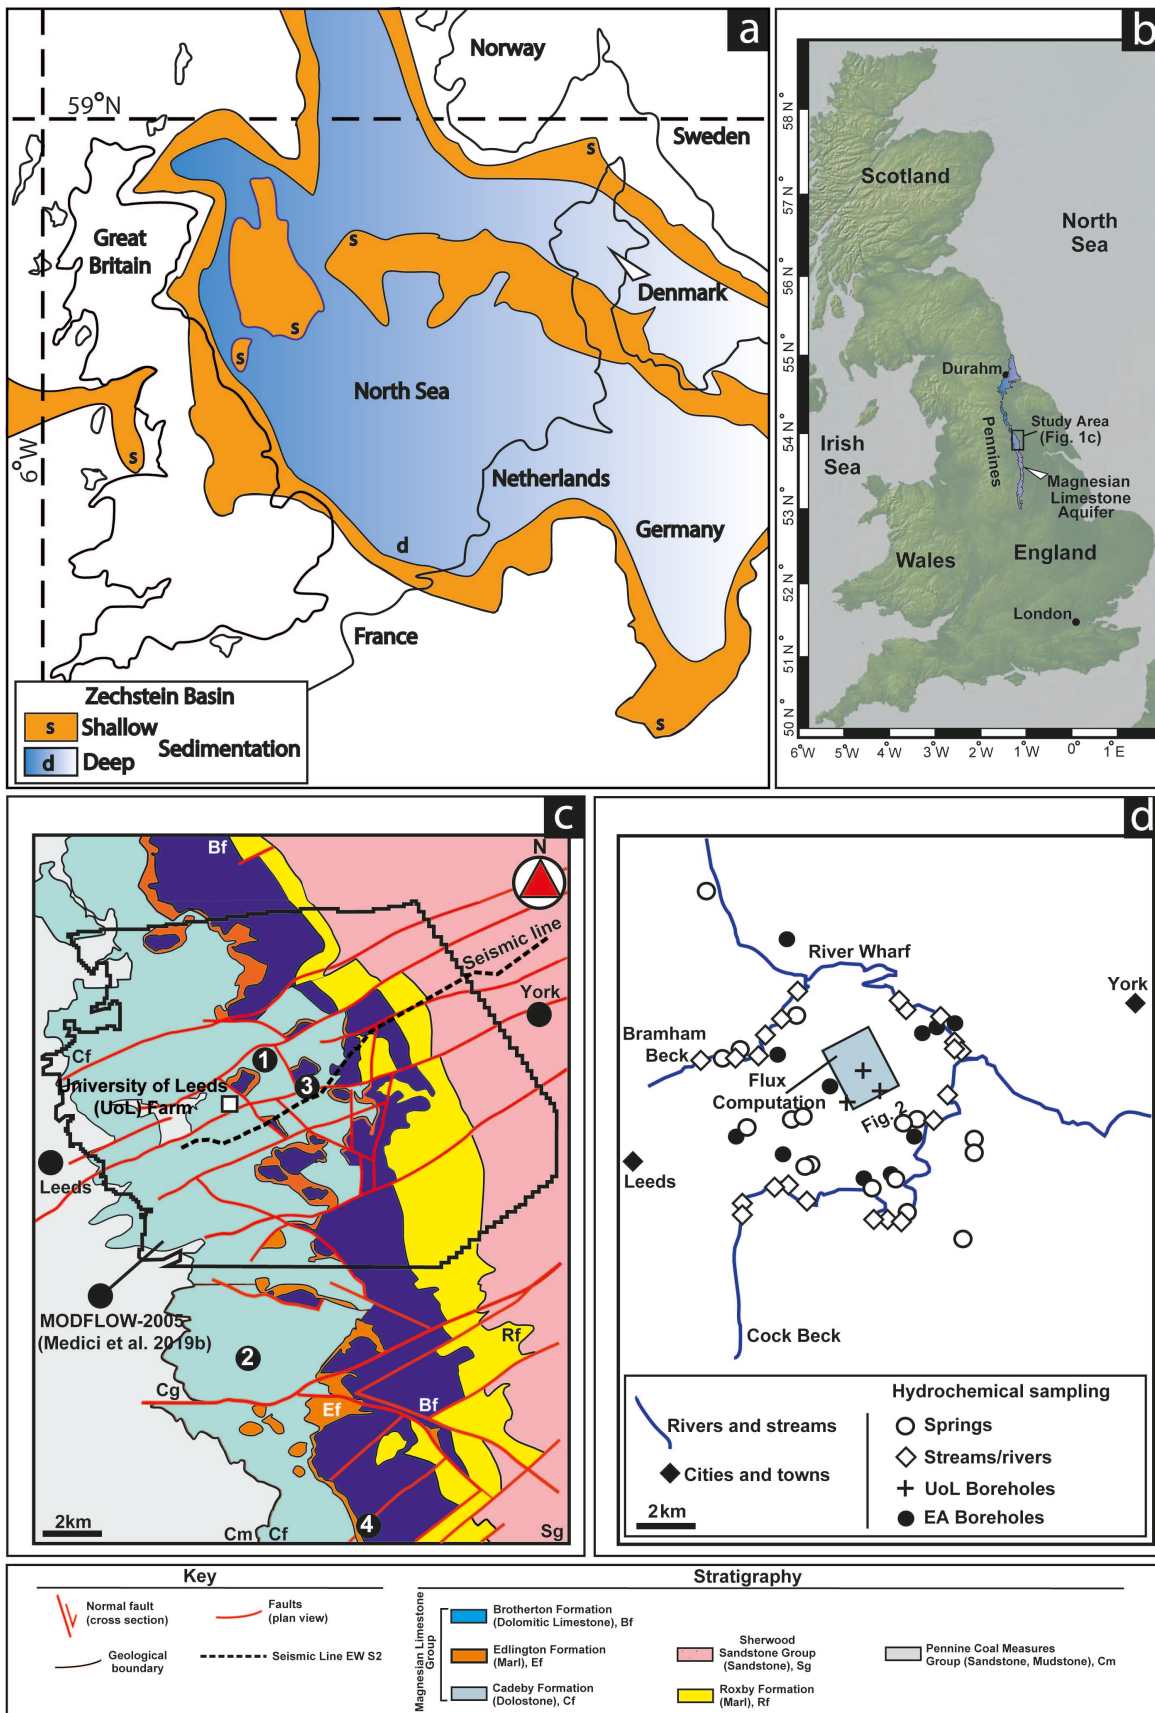 a
Norway
59°N
Sweden
s
Great
Britain
s
Denmark
s
s
North Sea
6°W
s
Netherlands
Germany
d
France
s
Zechstein Basin
s Shallow
Sedimentation
d Deep
b
58 N
57 N
56 N
55 N
54 N
53 N
52 N
51 N
50 N
6°W
5°W
4°W
3°W
2°W
1°W
0°
1°E
Scotland
North
Sea
Durahm
Pennines
Study Area
(Fig. 1c)
Irish
Sea
Magnesian
Limestone
Aquifer
Wales
England
London
c
Bf
N
Seismic line
York
Cf
1
3
University of Leeds
(UoL) Farm
Leeds
MODFLOW-2005
(Medici et al. 2019b)
Rf
2
Cg
Ef
Bf
2km
Cm
Cf
4
Sg
d
River Wharf
York
Bramham
Beck
Flux
Computation
Fig. 2
Leeds
Cock Beck
Rivers and streams
Cities and towns
2km
Hydrochemical sampling
Springs
Streams/rivers
UoL Boreholes
EA Boreholes
Key
Normal fault
(cross section)
Faults
(plan view)
Geological
boundary
Seismic Line EW S2
Stratigraphy
Magnesian Limestone
Group
Brotherton Formation
(Dolomitic Limestone), Bf
Edlington Formation
(Marl), Ef
Cadeby Formation
(Dolostone), Cf
Sherwood
Sandstone Group
(Sandstone), Sg
Roxby Formation
(Marl), Rf
Pennine Coal Measures
Group (Sandstone, Mudstone), Cm